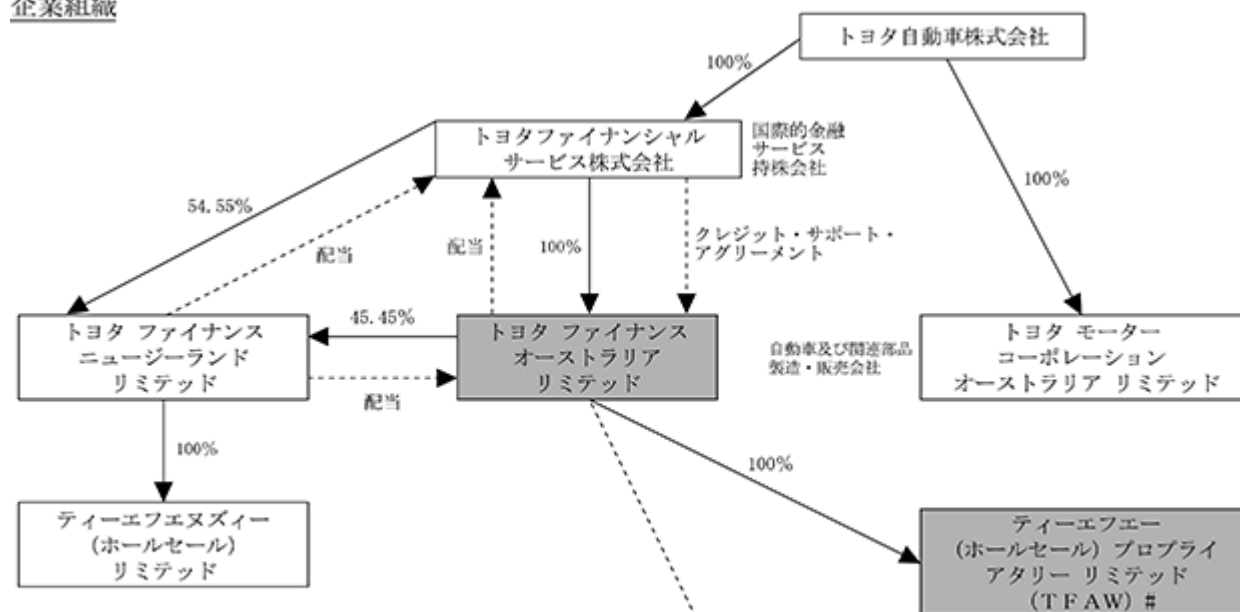 企業組織
トヨタ自動車株式会社
100%
トヨタファイナンシャル
サービス株式会社
国際的金融
サービス
持株会社
100%
54.55%
配当
配当
100%
クレジット・サポート・
アグリーメント
トヨタ ファイナンス
ニュージーランド
リミテッド
45.45%
配当
トヨタ ファイナンス
オーストラリア
リミテッド
自動車及び関連部品
製造・販売会社
トヨタ モーター
コーポレーション
オーストラリア リミテッド
100%
100%
ティーエフエヌズィー
(ホールセール)
リミテッド
ティーエフエー
(ホールセール) プロプライ
アタリー リミテッド
(TFAW) #